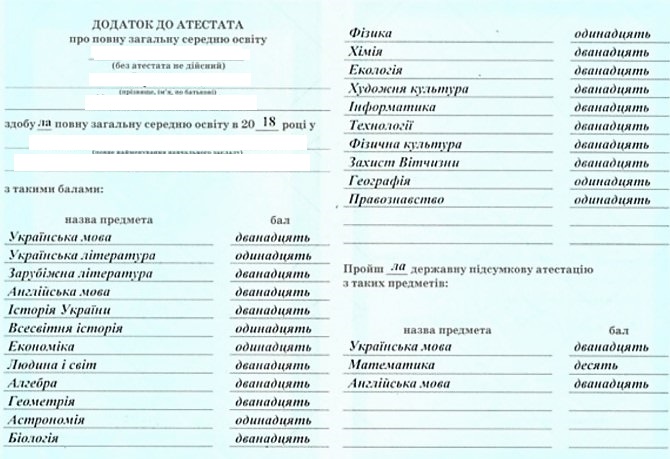 ДОДАТОК ДО АТЕСТАТА
про повну загальну середню освіту
(без атестата не дійсний)
(прізвище, ім'я, по батькові)
здобу ла повну загальну середню освіту в 20 18 році у
(повне найменування навчального закладу)
з такими балами:
назва предмета бал
Українська мова дванадцять
Українська література одинадцять
Зарубіжна література дванадцять
Англійська мова дванадцять
Історія України дванадцять
Всесвітня історія одинадцять
Економіка одинадцять
Людина і світ дванадцять
Алгебра дванадцять
Геометрія дванадцять
Астрономія одинадцять
Біологія дванадцять
Фізика одинадцять
Хімія дванадцять
Екологія дванадцять
Художня культура дванадцять
Інформатика дванадцять
Технології дванадцять
Фізична культура дванадцять
Захист Вітчизни дванадцять
Географія одинадцять
Правознавство одинадцять
Пройш ла державну підсумкову атестацію
з таких предметів:
назва предмета бал
Українська мова дванадцять
Математика десять
Англійська мова дванадцять